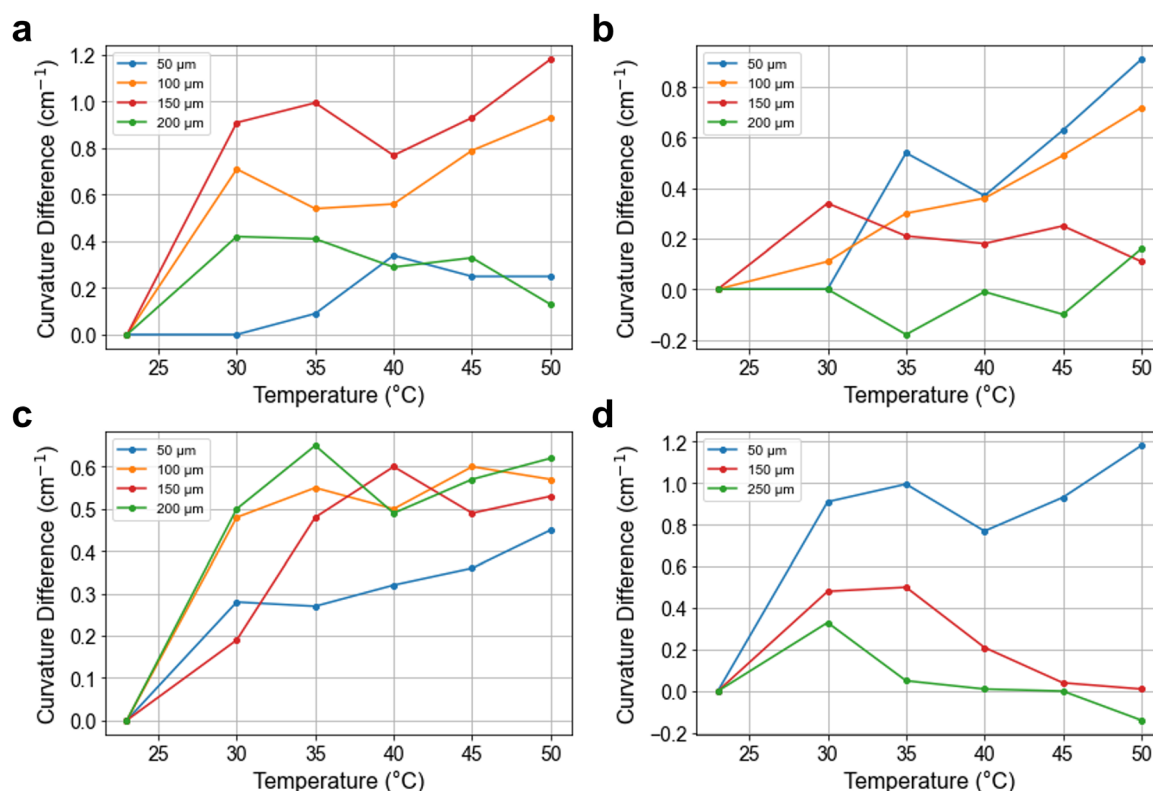 a
1.2
1.0
0.8
0.6
0.4
0.2
0.0
Curvature Difference (cm⁻¹)
50 µm
100 µm
150 µm
200 µm
25 30 35 40 45 50
Temperature (°C)
b
0.8
0.6
0.4
0.2
0.0
−0.2
Curvature Difference (cm⁻¹)
50 µm
100 µm
150 µm
200 µm
25 30 35 40 45 50
Temperature (°C)
c
0.6
0.5
0.4
0.3
0.2
0.1
0.0
Curvature Difference (cm⁻¹)
50 µm
100 µm
150 µm
200 µm
25 30 35 40 45 50
Temperature (°C)
d
1.2
1.0
0.8
0.6
0.4
0.2
0.0
−0.2
Curvature Difference (cm⁻¹)
50 µm
150 µm
250 µm
25 30 35 40 45 50
Temperature (°C)